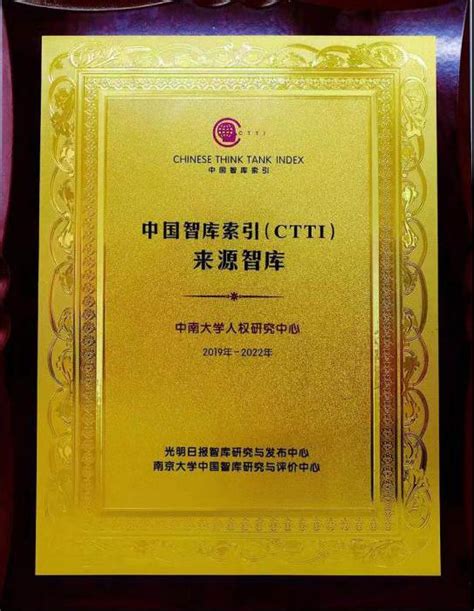 CTTI
CHINESE THINK TANK INDEX
中国智库索引
中国智库索引(CTTI)
来源智库
中南大学人权研究中心
2019年-2022年
光明日报智库研究与发布中心
南京大学中国智库研究与评价中心